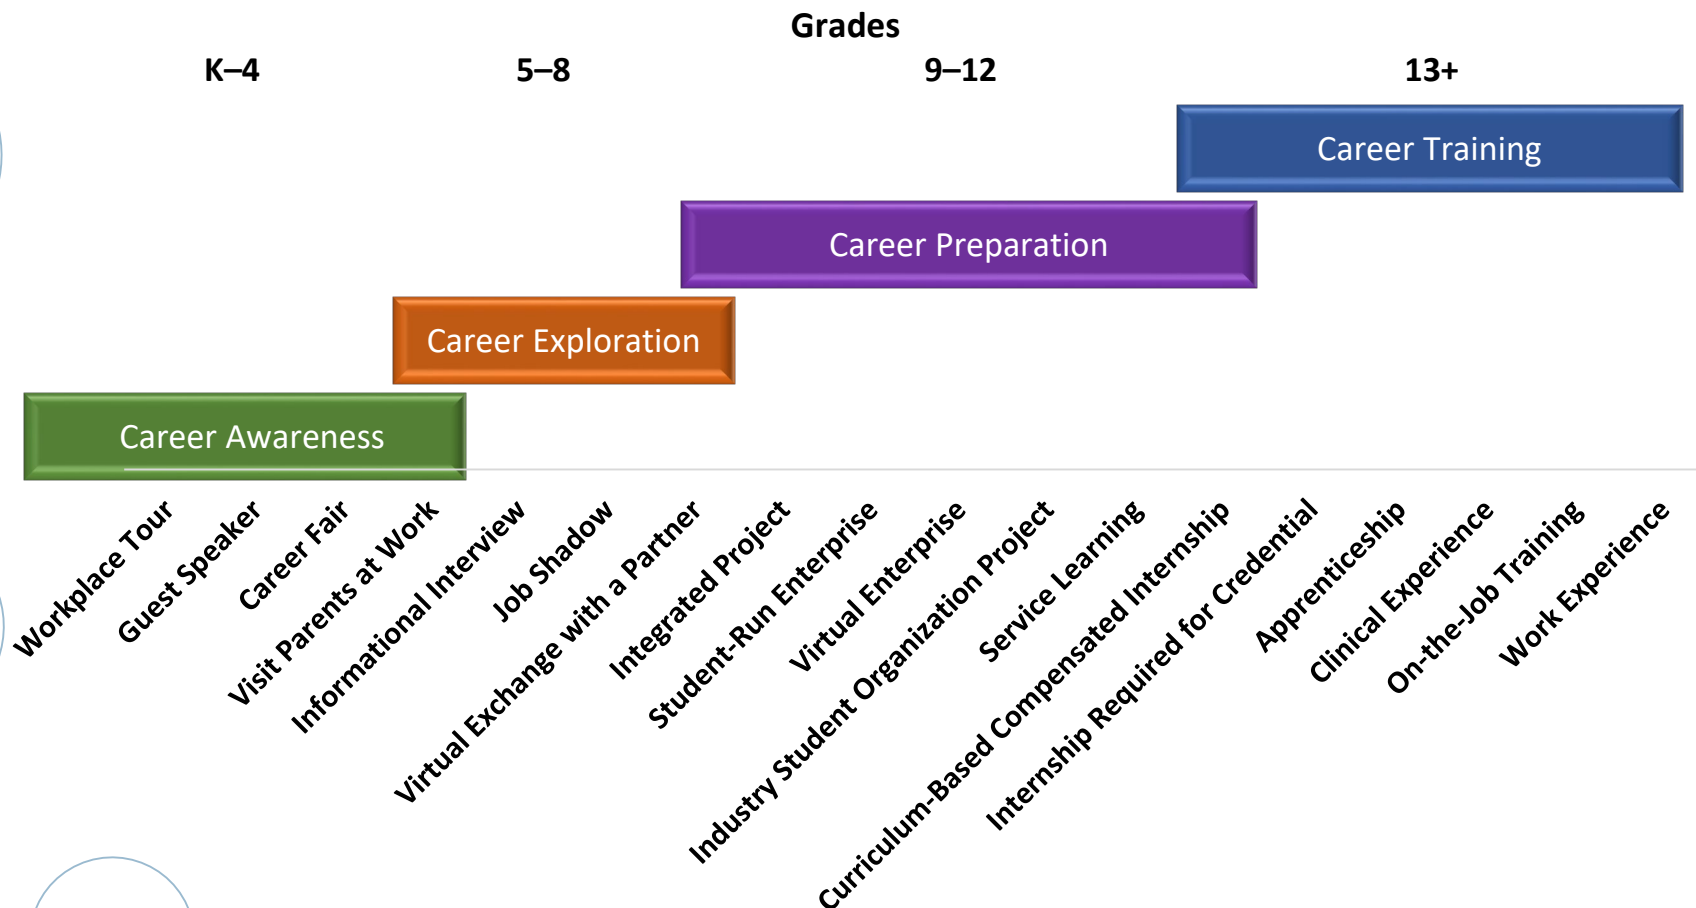 Grades
K–4 5–8 9–12 13+
Career Training
Career Preparation
Career Exploration
Career Awareness
Workplace Tour
Guest Speaker
Career Fair
Visit Parents at Work
Informational Interview
Job Shadow
Virtual Exchange with a Partner
Integrated Project
Student-Run Enterprise
Virtual Enterprise
Industry Student Organization Project
Service Learning
Curriculum-Based Compensated Internship
Internship Required for Credential
Apprenticeship
Clinical Experience
On-the-Job Training
Work Experience